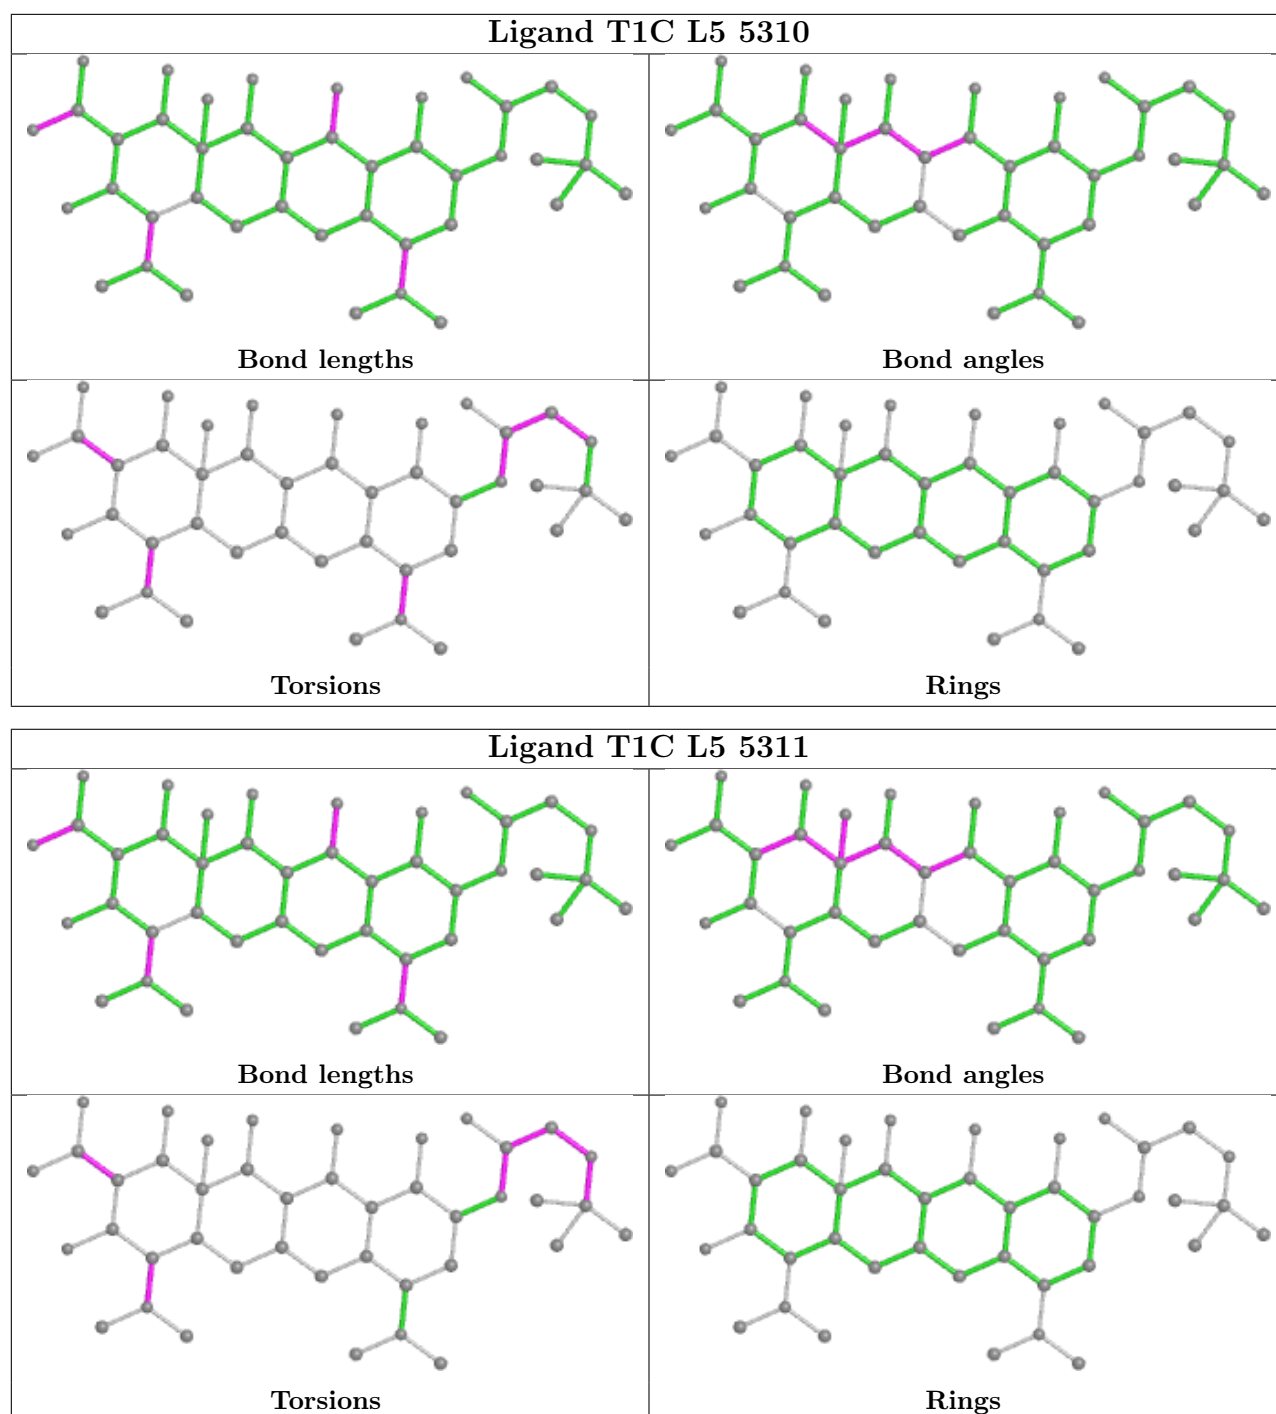 Ligand T1C L5 5310
Bond lengths
Bond angles
Torsions
Rings
Ligand T1C L5 5311
Bond lengths
Bond angles
Torsions
Rings